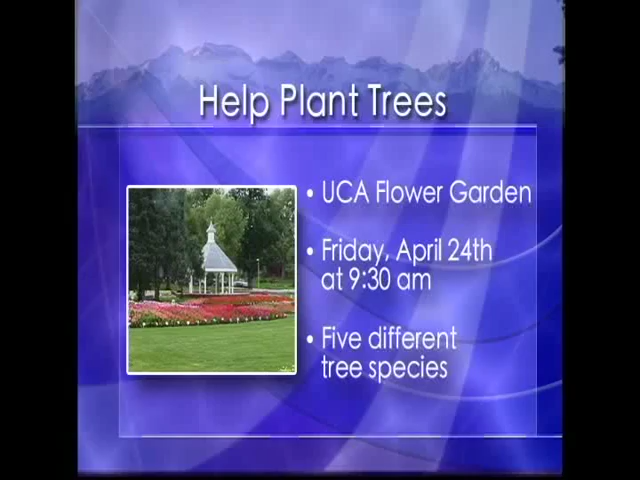 Help Plant Trees
• UCA Flower Garden
• Friday, April 24th
at 9:30 am
• Five different
tree species